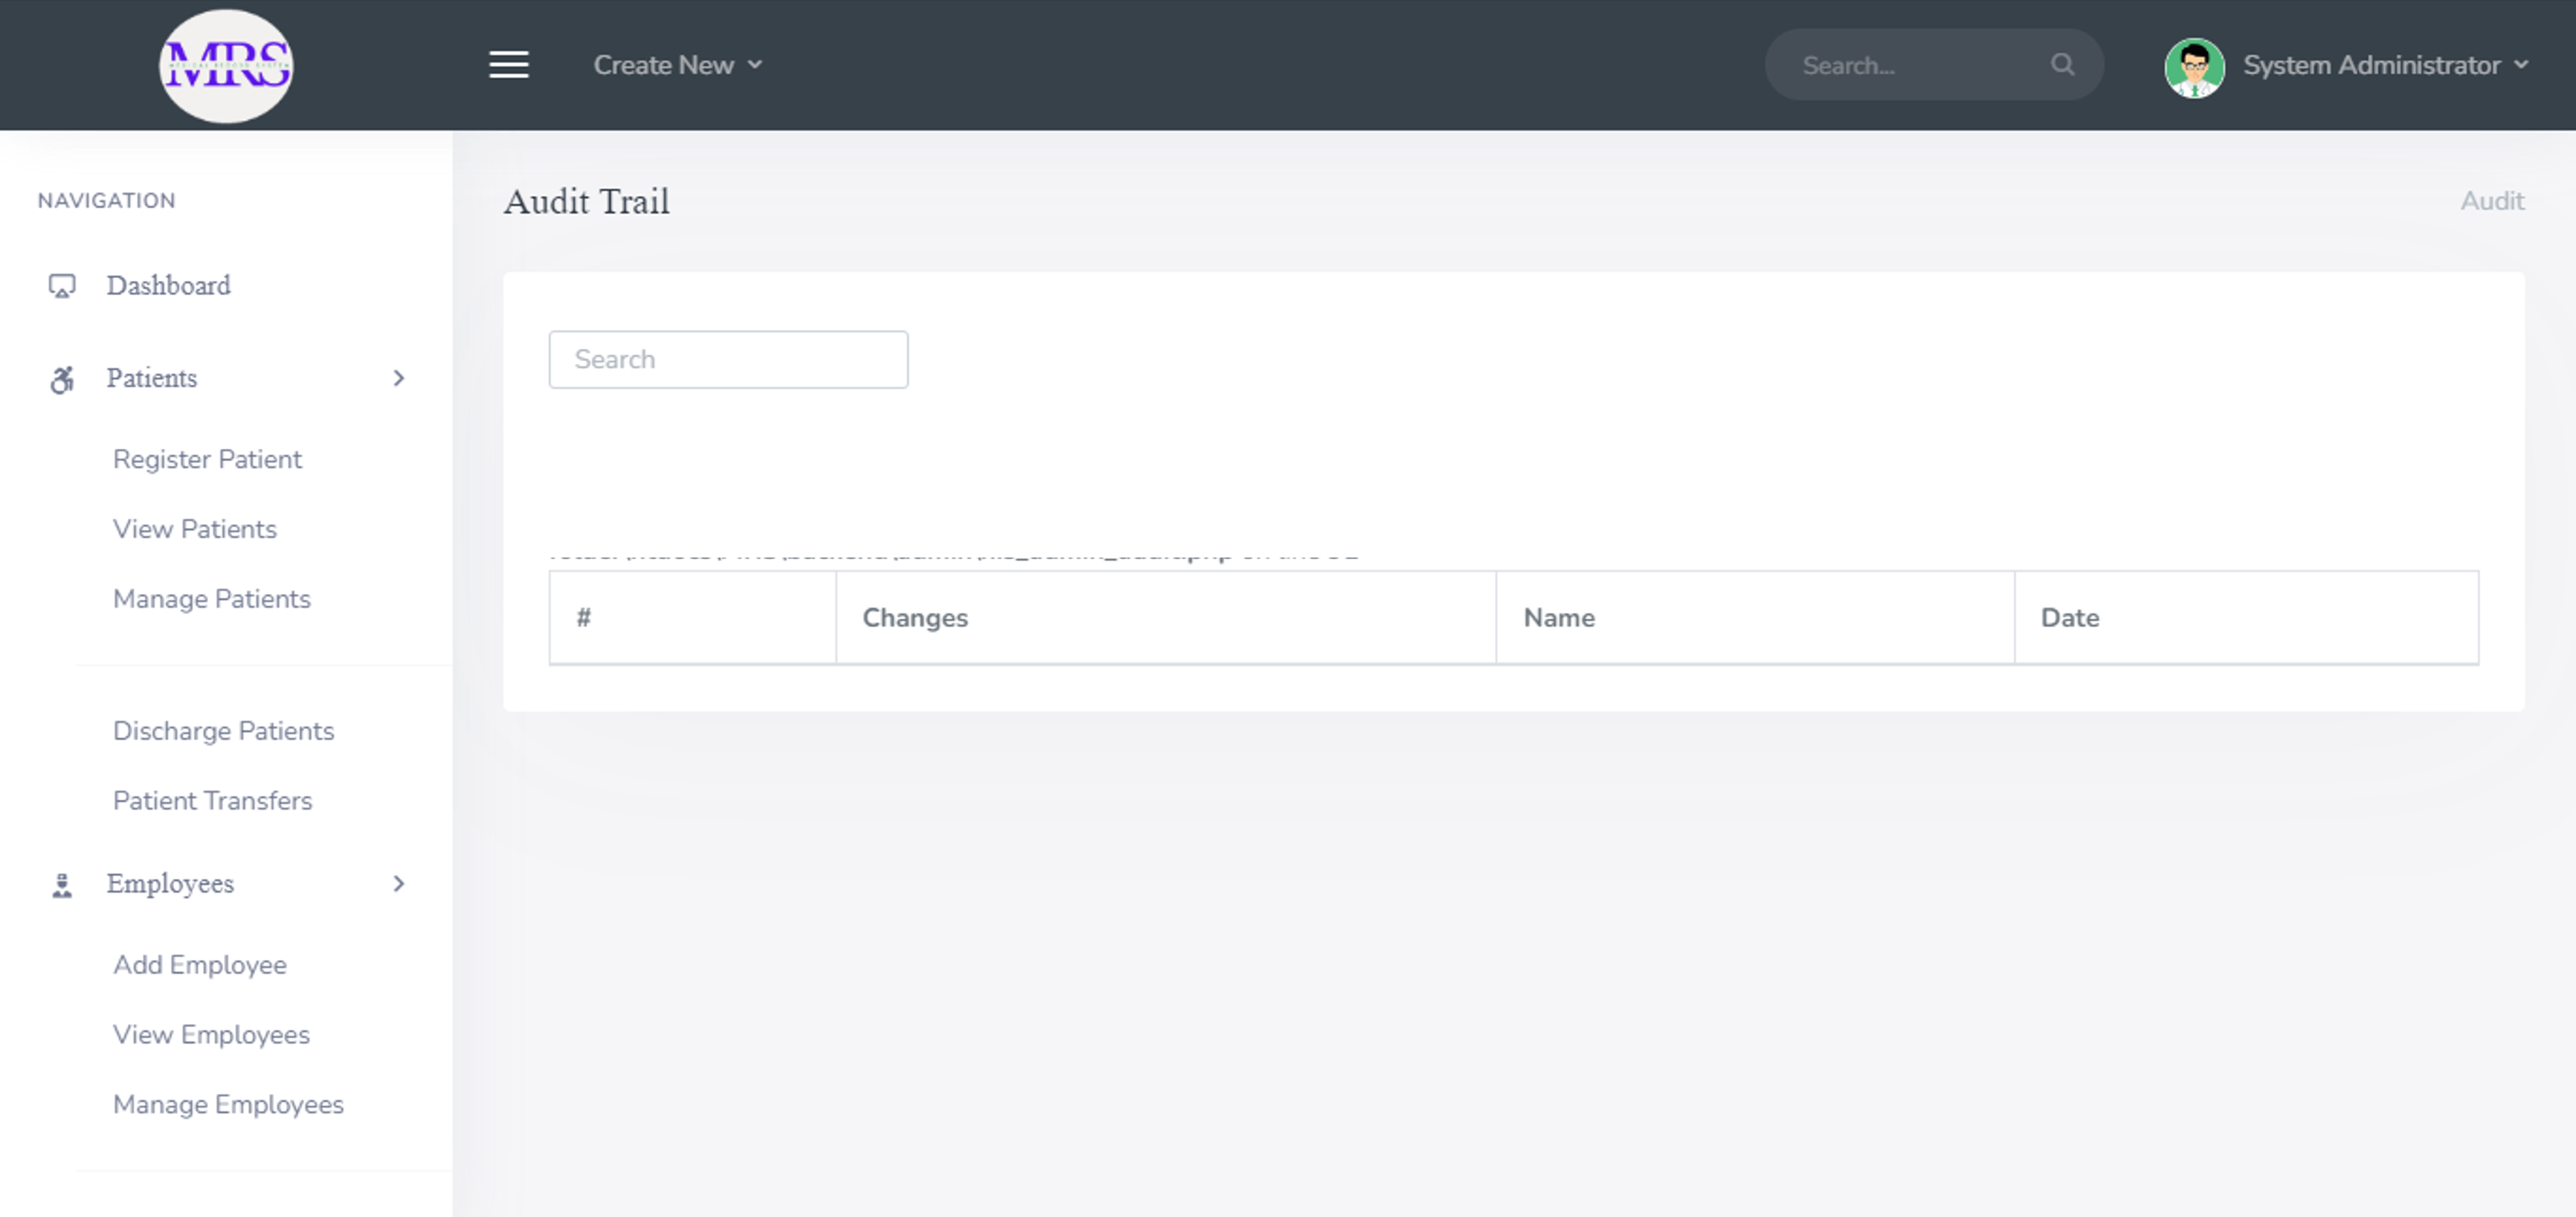 MRS
Create New
Search...
System Administrator
NAVIGATION
Dashboard
Patients
Register Patient
View Patients
Manage Patients
Discharge Patients
Patient Transfers
Employees
Add Employee
View Employees
Manage Employees
Audit Trail
Audit
Search
# Changes Name Date